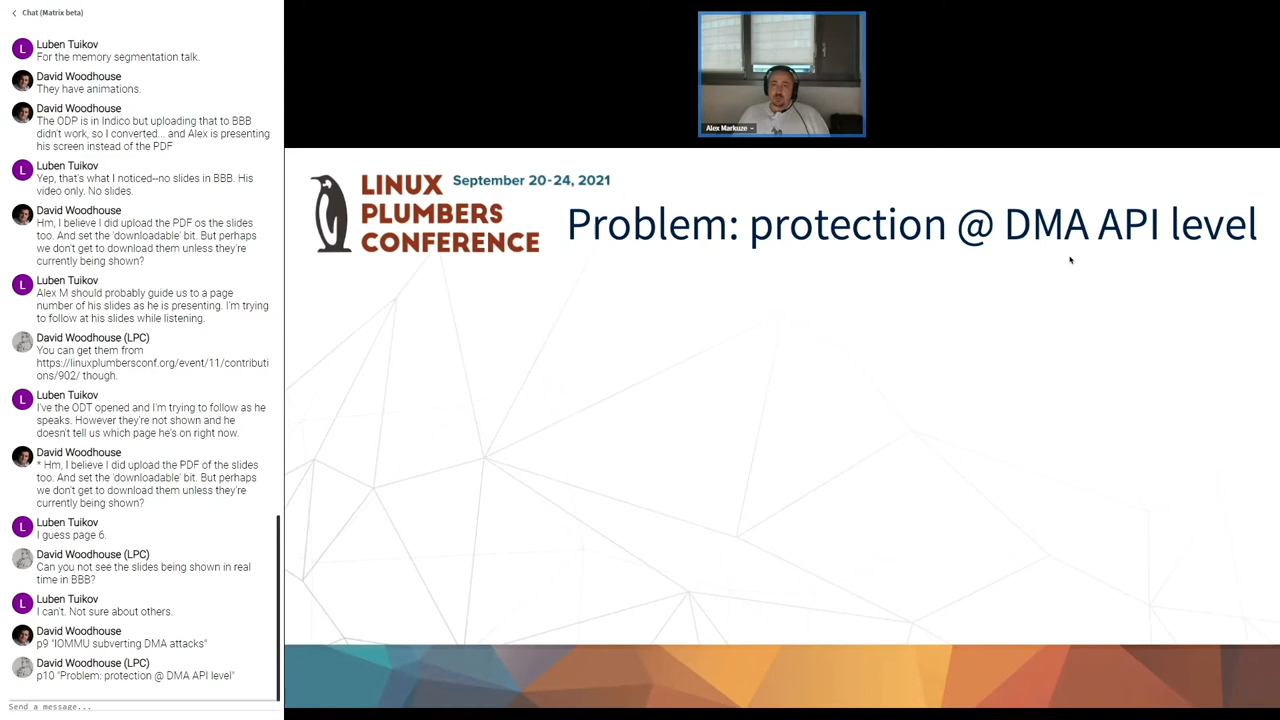 Chat (Matrix beta)
Luben Tuikov
For the memory segmentation talk.
David Woodhouse
They have animations.
David Woodhouse
The ODP is in Indico but uploading that to BBB
didn't work, so I converted... and Alex is presenting
his screen instead of the PDF
Luben Tuikov
Yep, that's what I noticed--no slides in BBB. His
video only. No slides.
David Woodhouse
Hm, I believe I did upload the PDF os the slides
too. And set the 'downloadable' bit. But perhaps
we don't get to download them unless they're
currently being shown?
Luben Tuikov
Alex M should probably guide us to a page
number of his slides as he is presenting. I'm trying
to follow at his slides while listening.
David Woodhouse (LPC)
You can get them from
https://linuxplumbersconf.org/event/11/contributi
ons/902/ though.
Luben Tuikov
I've the ODT opened and I'm trying to follow as he
speaks. However they're not shown and he
doesn't tell us which page he's on right now.
David Woodhouse
* Hm, I believe I did upload the PDF of the slides
too. And set the 'downloadable' bit. But perhaps
we don't get to download them unless they're
currently being shown?
Luben Tuikov
I guess page 6.
David Woodhouse (LPC)
Can you not see the slides being shown in real
time in BBB?
Luben Tuikov
I can't. Not sure about others.
David Woodhouse
p9 "IOMMU subverting DMA attacks"
David Woodhouse (LPC)
p10 "Problem: protection @ DMA API level"
Send a message...
Alex Markuze
LINUX
PLUMBERS
CONFERENCE
September 20-24, 2021
Problem: protection @ DMA API level